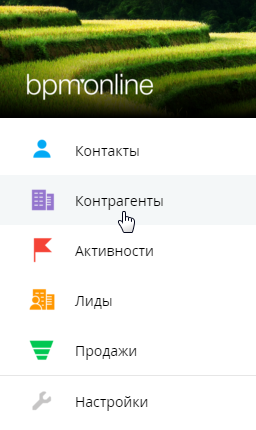 bpm'online
Контакты
Контрагенты
Активности
Лиды
Продажи
Настройки